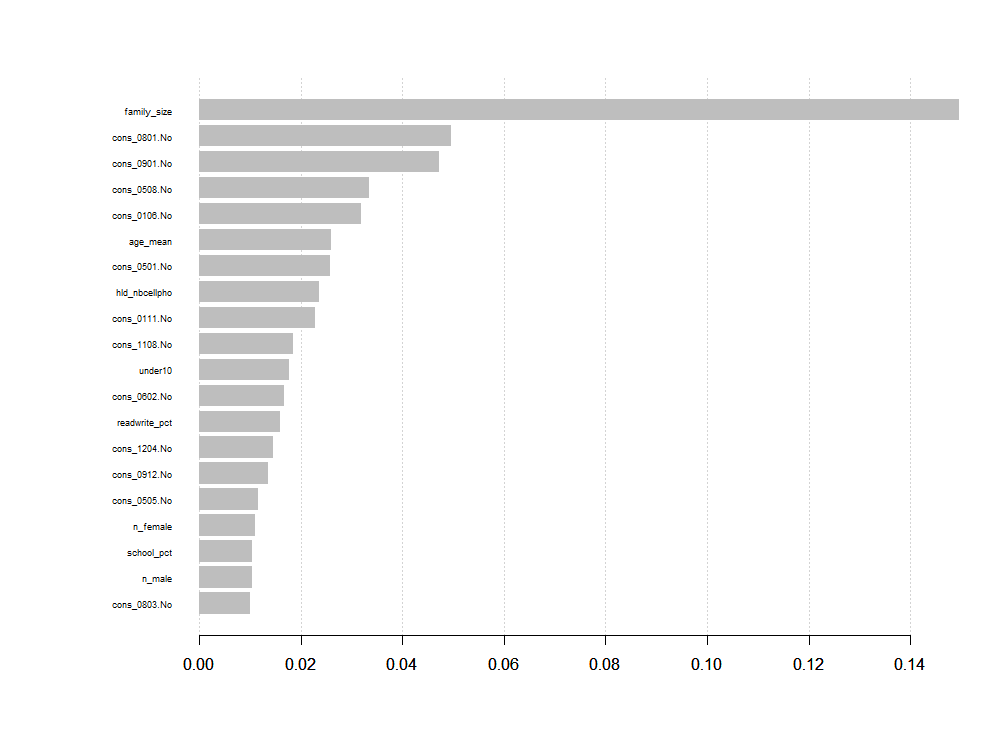 family_size
cons_0801.No
cons_0901.No
cons_0508.No
cons_0106.No
age_mean
cons_0501.No
hld_nbcellpho
cons_0111.No
cons_1108.No
under10
cons_0602.No
readwrite_pct
cons_1204.No
cons_0912.No
cons_0505.No
n_female
school_pct
n_male
cons_0803.No
0.00 0.02 0.04 0.06 0.08 0.10 0.12 0.14